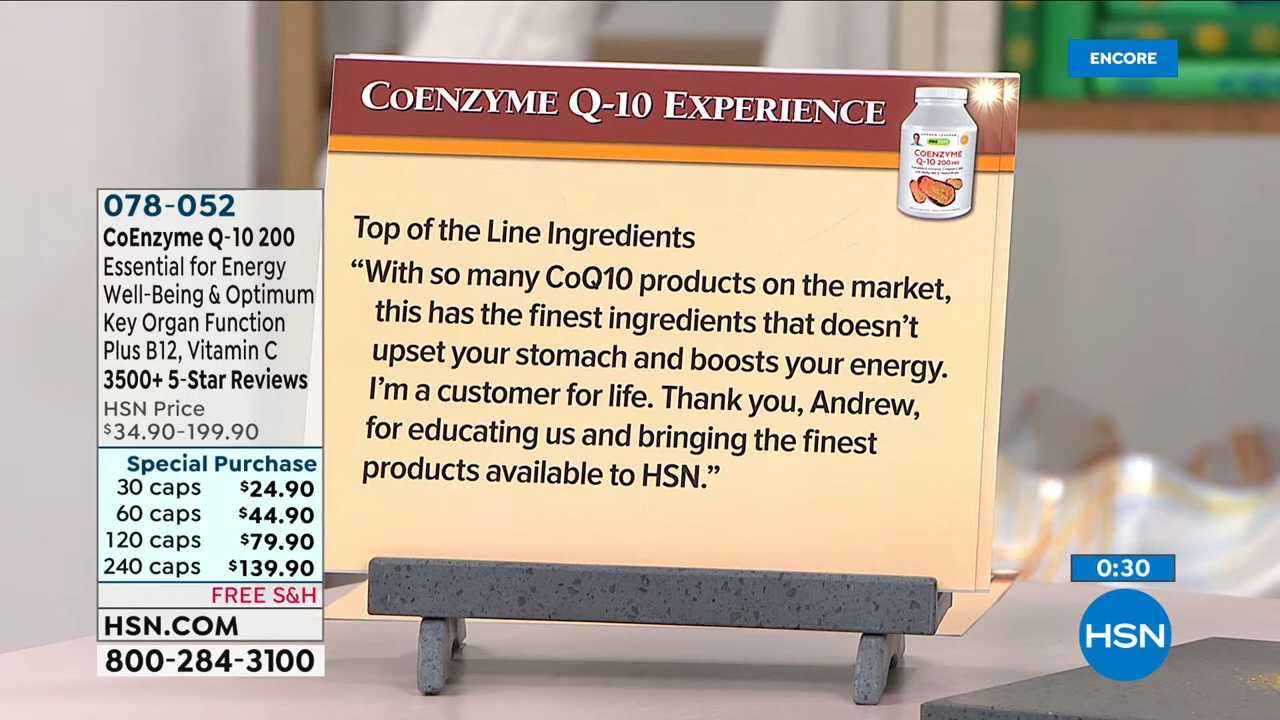 ENCORE
COENZYME Q-10 EXPERIENCE
COENZYME
Q-10 200 MG
Top of the Line Ingredients
“With so many CoQ10 products on the market,
this has the finest ingredients that doesn’t
upset your stomach and boosts your energy.
I’m a customer for life. Thank you, Andrew,
for educating us and bringing the finest
products available to HSN.”
078-052
CoEnzyme Q-10 200
Essential for Energy
Well-Being & Optimum
Key Organ Function
Plus B12, Vitamin C
3500+ 5-Star Reviews
HSN Price
$34.90-199.90
Special Purchase
30 caps $24.90
60 caps $44.90
120 caps $79.90
240 caps $139.90
FREE S&H
HSN.COM
800-284-3100
0:30
HSN